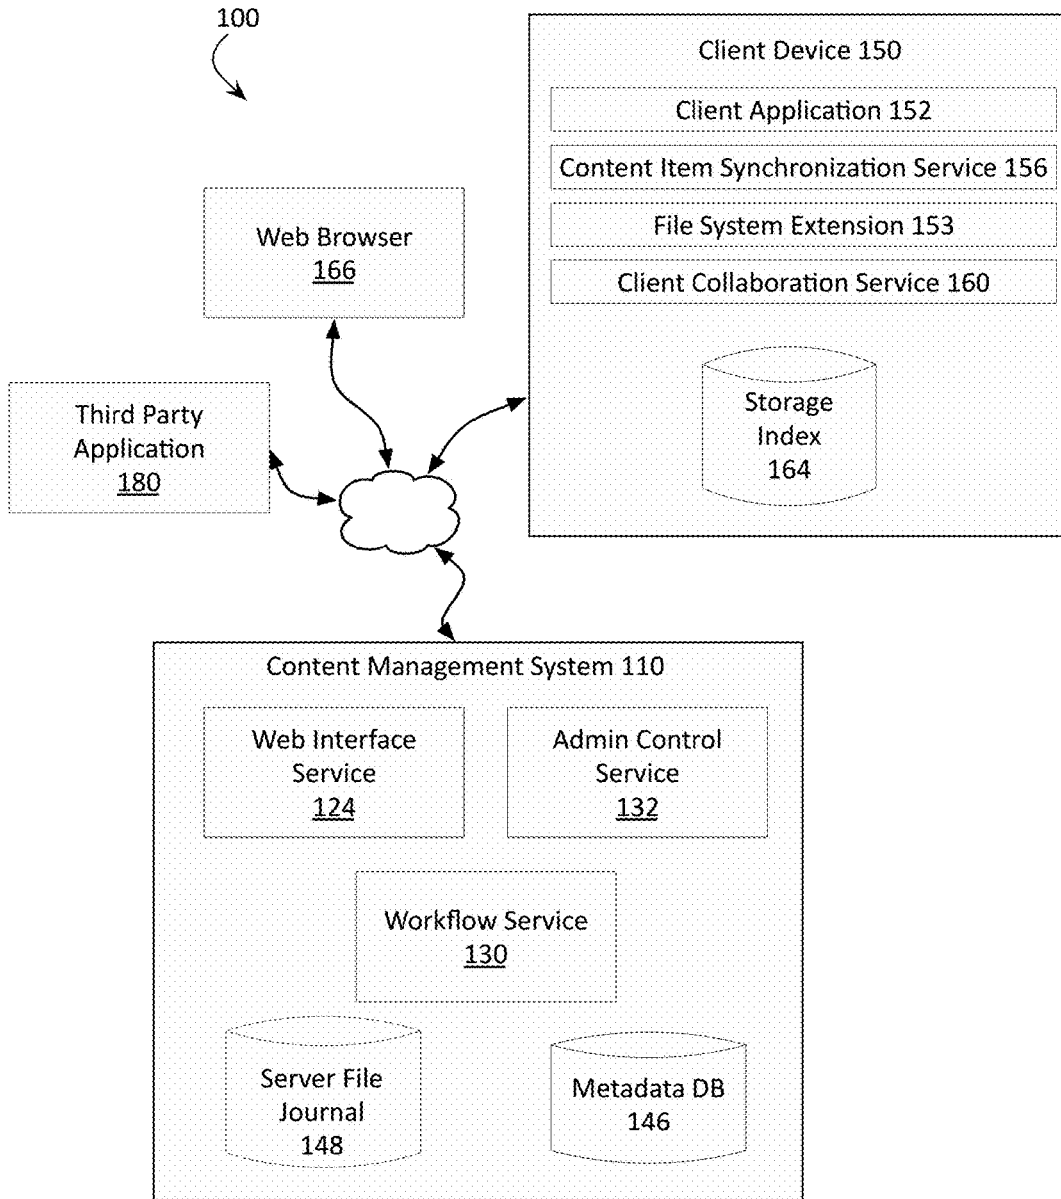 100
Client Device 150
Client Application 152
Content Item Synchronization Service 156
File System Extension 153
Client Collaboration Service 160
Storage
Index
164
Web Browser
166
Third Party
Application
180
Content Management System 110
Web Interface
Service
124
Admin Control
Service
132
Workflow Service
130
Server File
Journal
148
Metadata DB
146